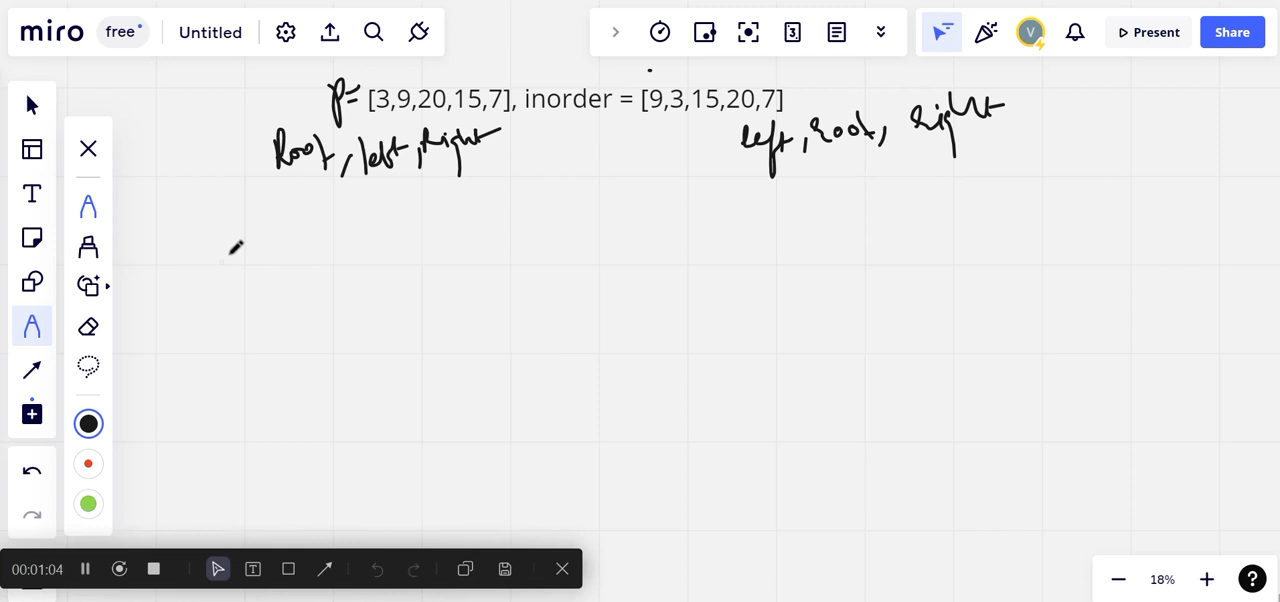 miro free Untitled 3 V Present Share
P= [3,9,20,15,7], inorder = [9,3,15,20,7]
Root, left, Right left, root, right
00:01:04
18% ?